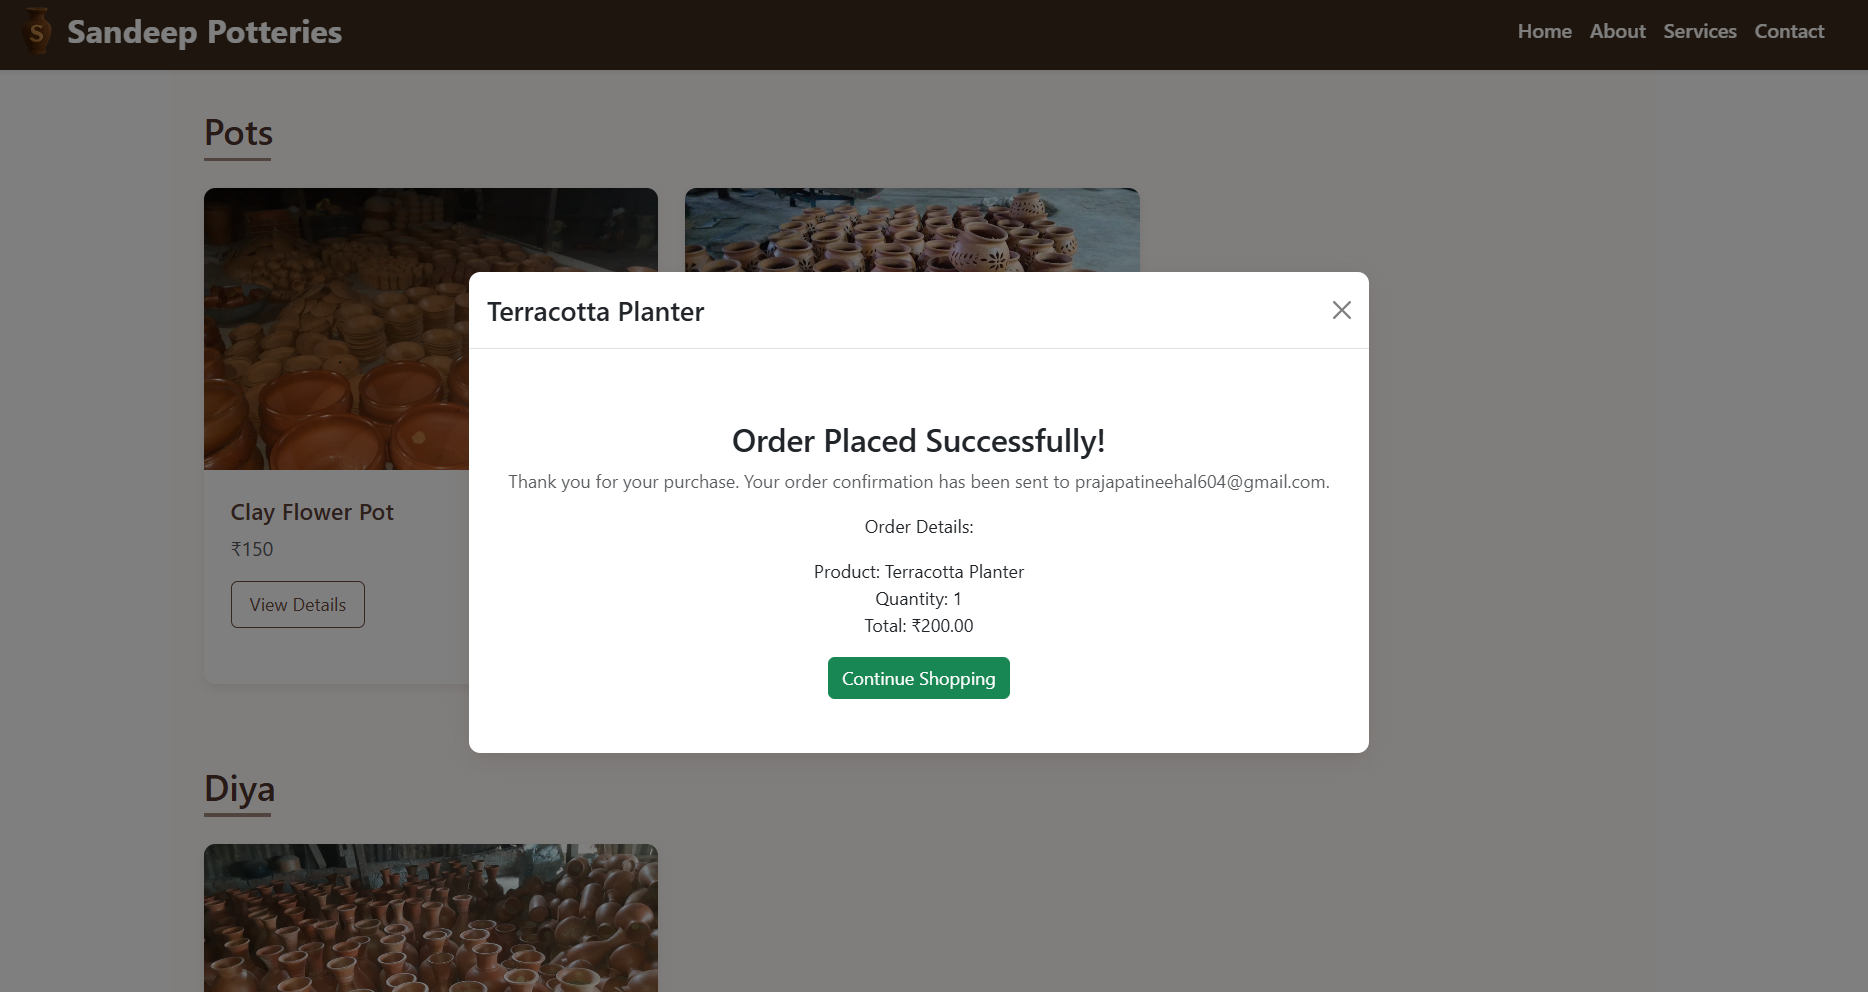 S
Sandeep Potteries
Home About Services Contact
Pots
Terracotta Planter
Order Placed Successfully!
Thank you for your purchase. Your order confirmation has been sent to prajapatineehal604@gmail.com.
Order Details:
Product: Terracotta Planter
Quantity: 1
Total: ₹200.00
Continue Shopping
Clay Flower Pot
₹150
View Details
Diya